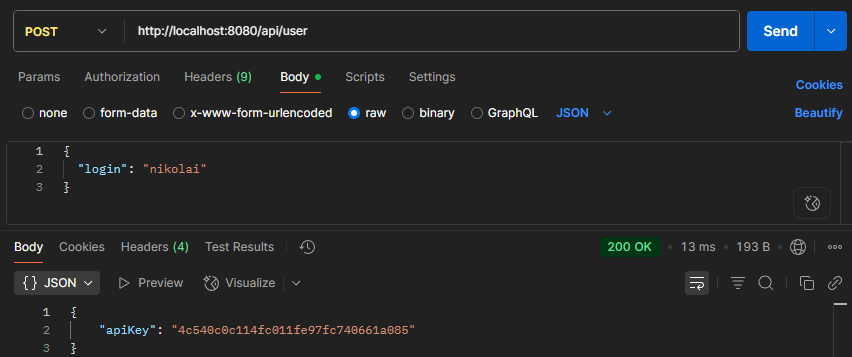 POST http://localhost:8080/api/user Send
Params Authorization Headers (9) Body Scripts Settings Cookies
none form-data x-www-form-urlencoded raw binary GraphQL JSON Beautify
1 {
2 "login": "nikolai"
3 }
Body Cookies Headers (4) Test Results 200 OK 13 ms 193 B
{} JSON Preview Visualize
1 {
2 "apiKey": "4c540c0c114fc011fe97fc740661a085"
3 }